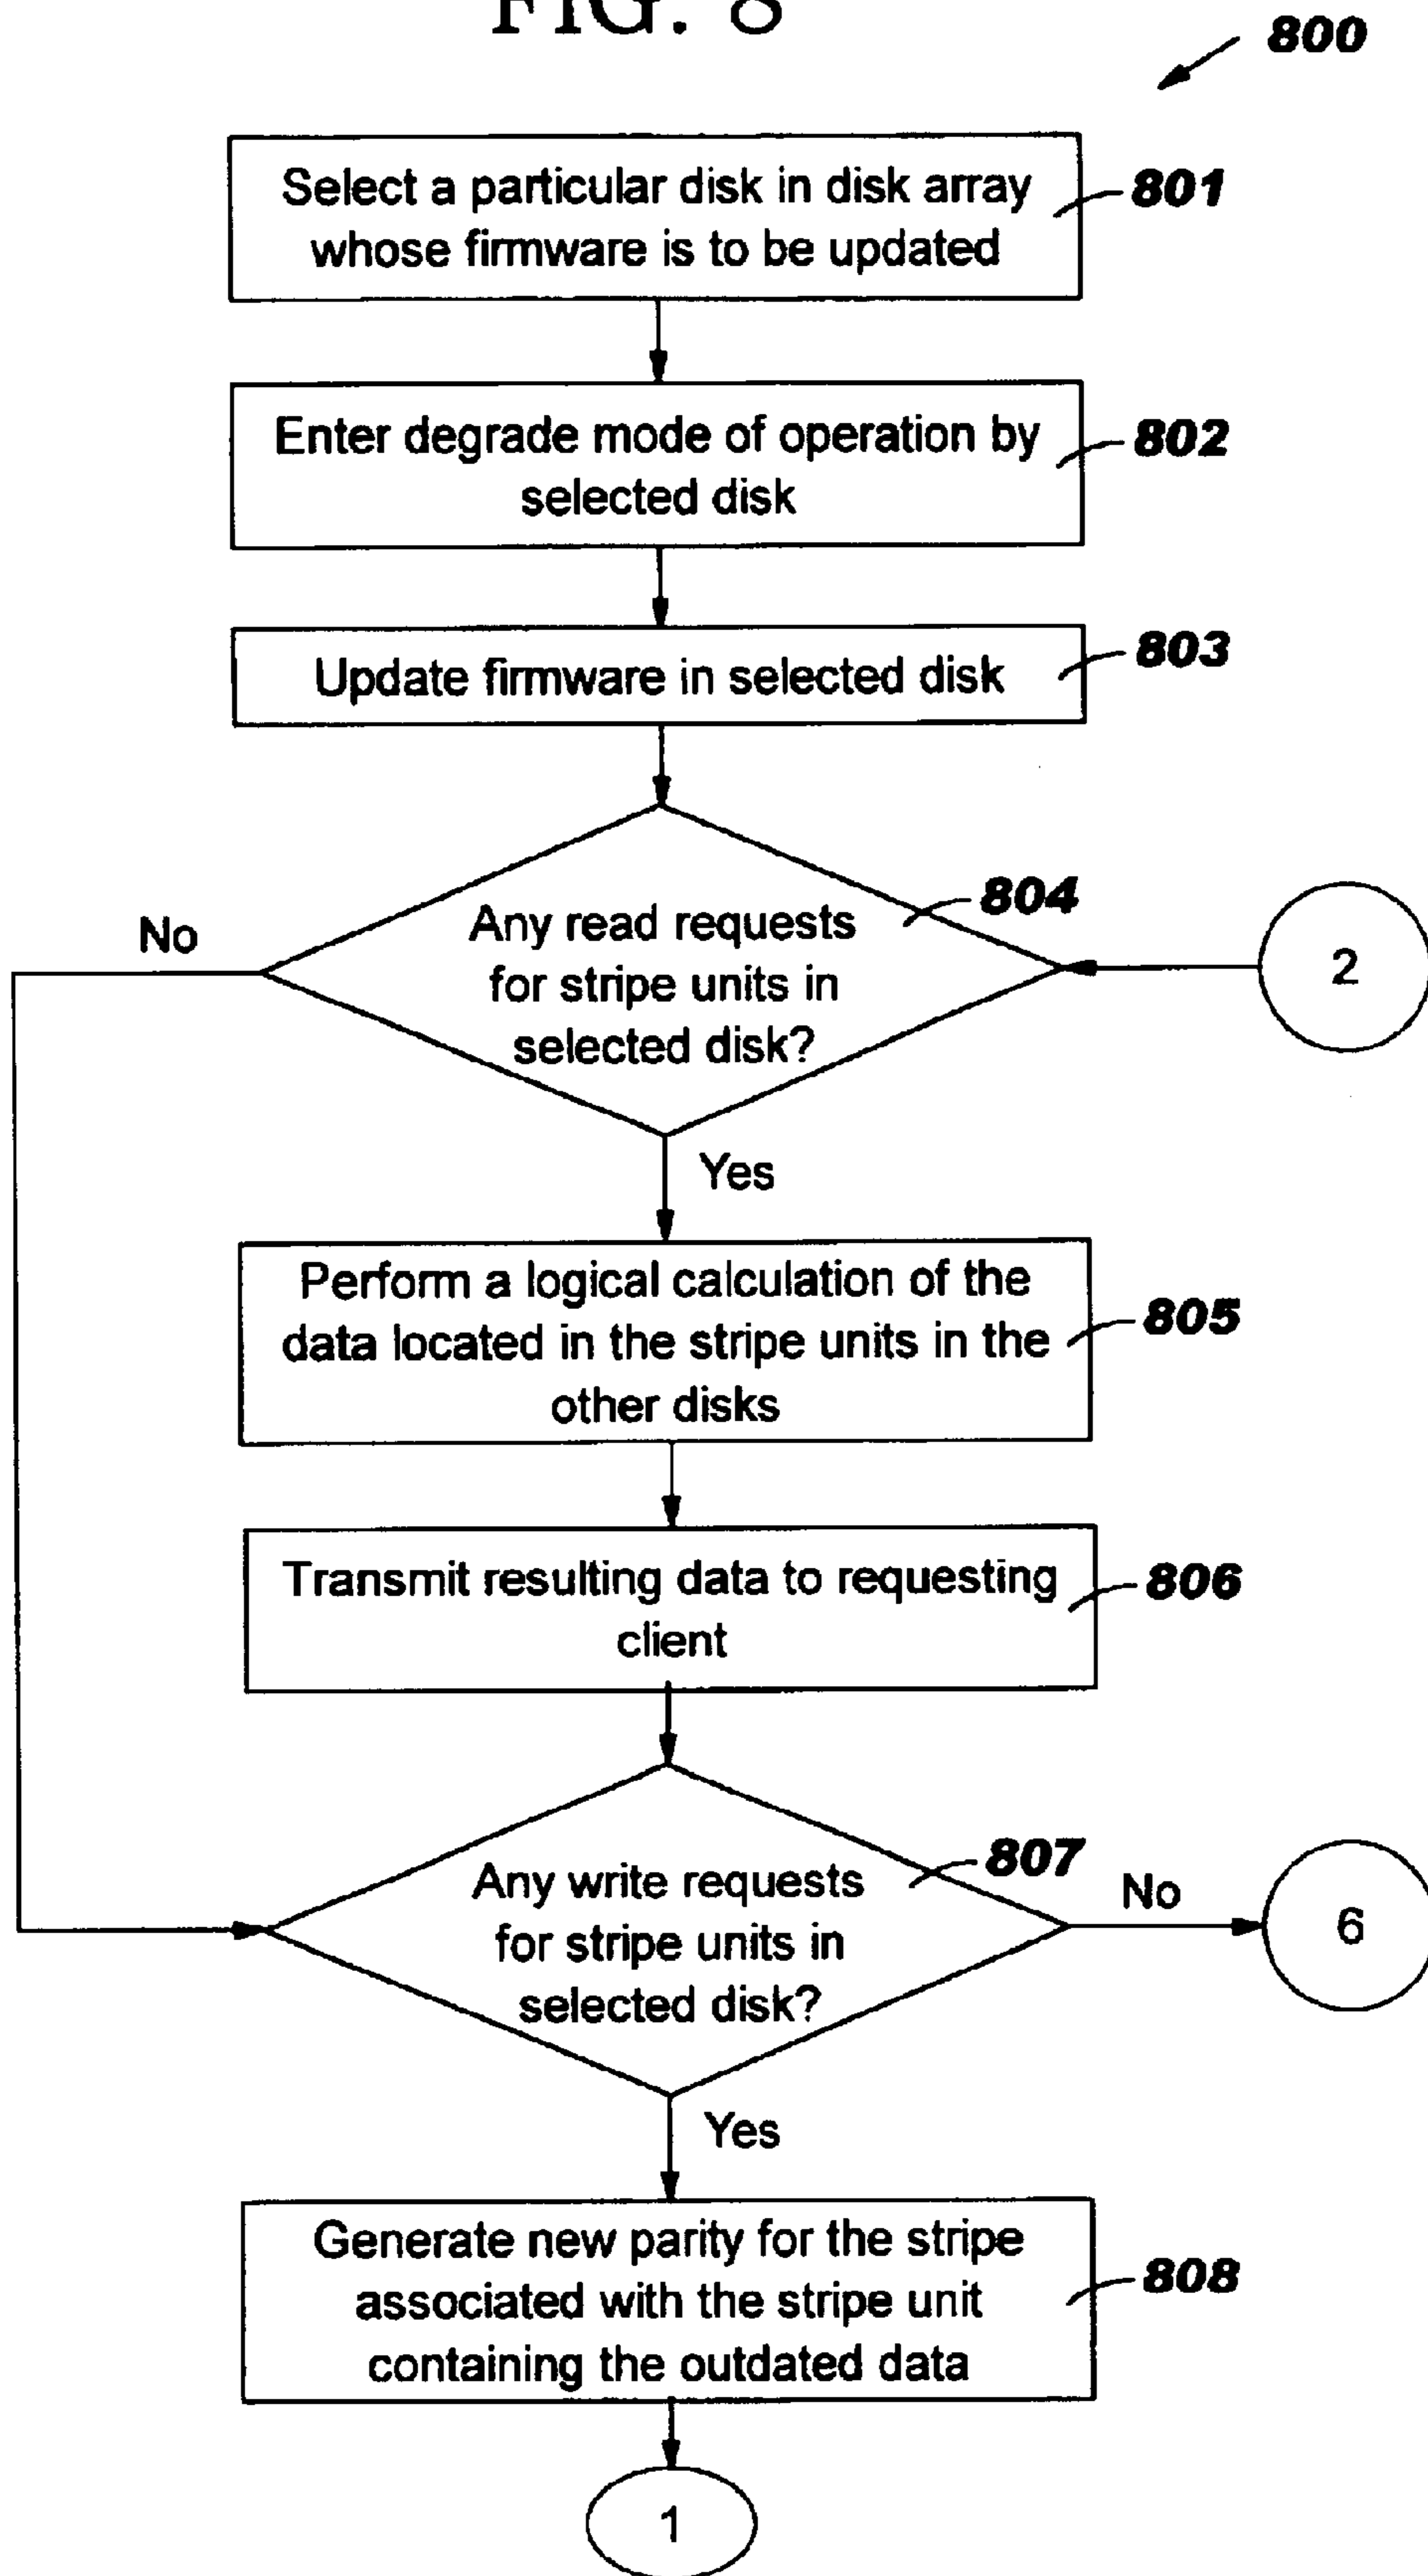 FIG. 8
800
Select a particular disk in disk array
whose firmware is to be updated
801
Enter degrade mode of operation by
selected disk
802
Update firmware in selected disk
803
Any read requests
for stripe units in
selected disk?
804
No
2
Yes
Perform a logical calculation of the
data located in the stripe units in the
other disks
805
Transmit resulting data to requesting
client
806
Any write requests
for stripe units in
selected disk?
807
No
6
Yes
Generate new parity for the stripe
associated with the stripe unit
containing the outdated data
808
1